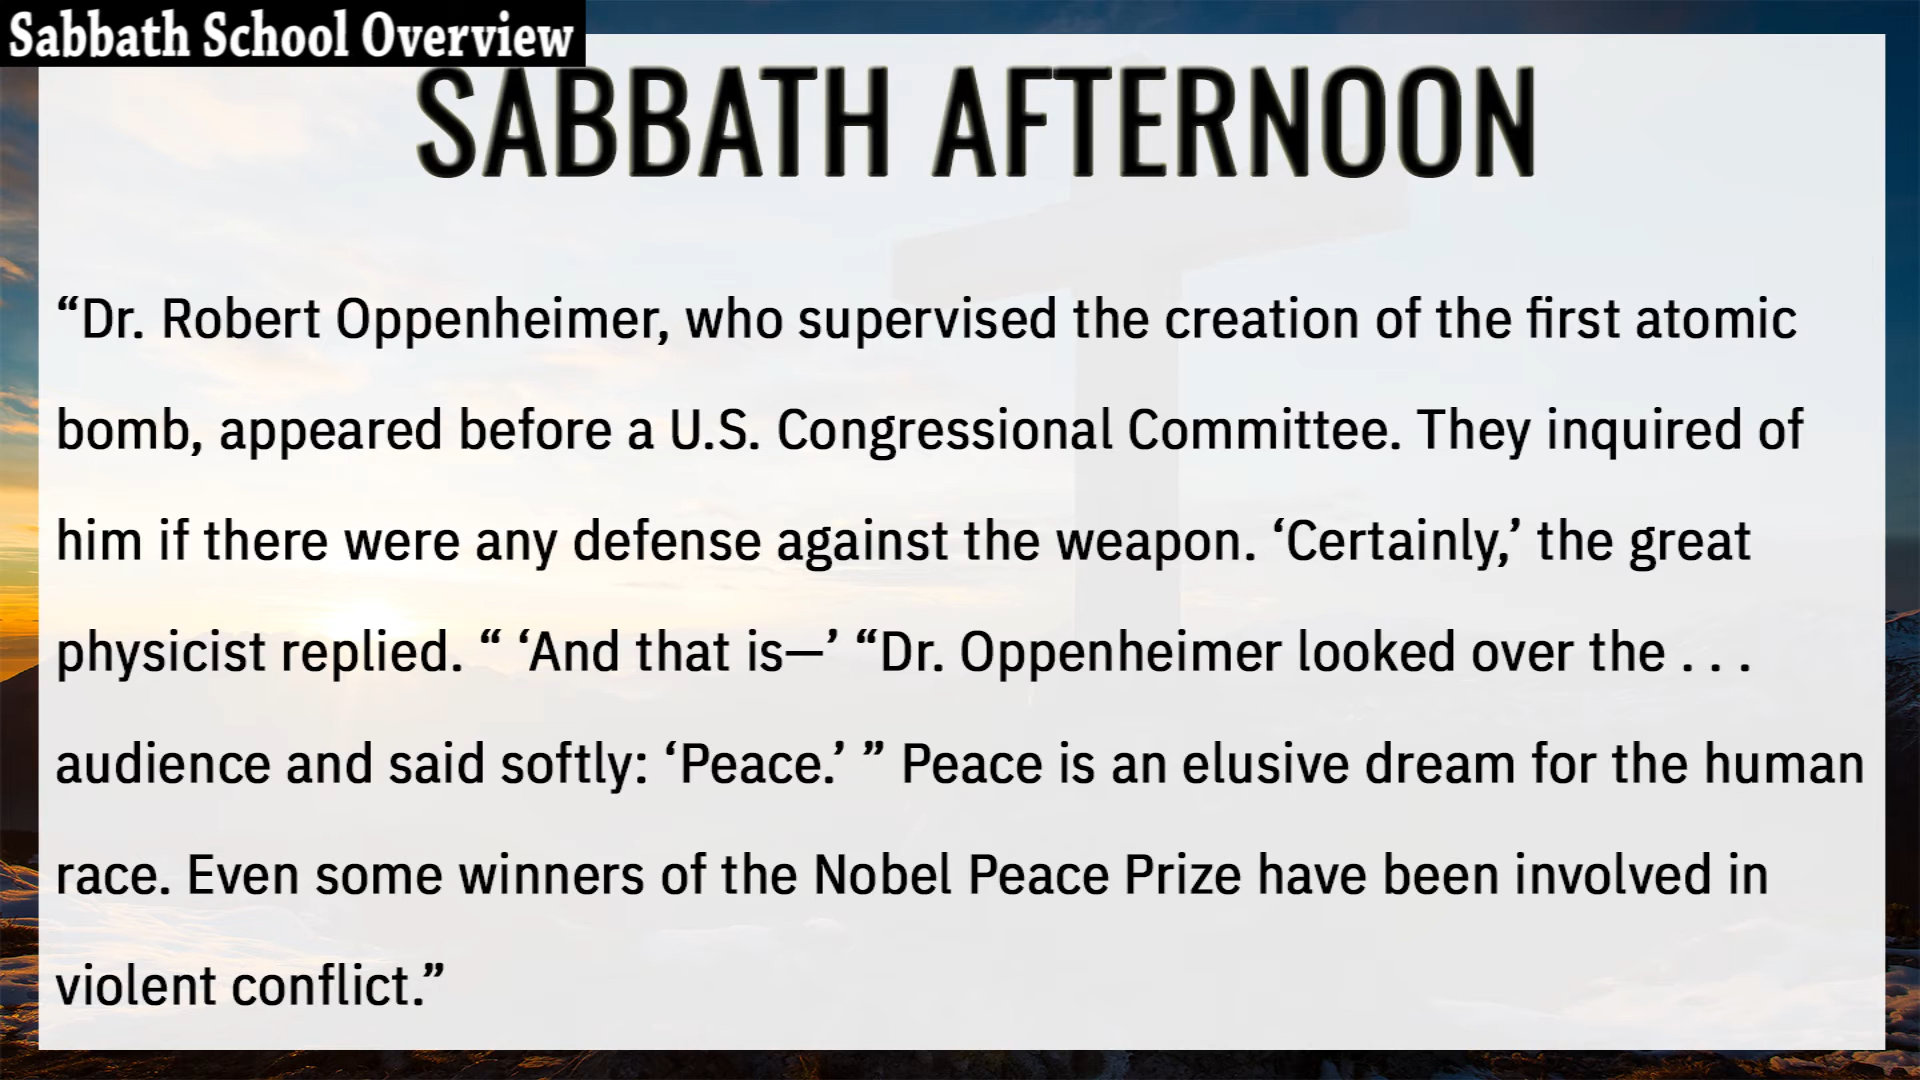 Sabbath School Overview
SABBATH AFTERNOON
“Dr. Robert Oppenheimer, who supervised the creation of the first atomic
bomb, appeared before a U.S. Congressional Committee. They inquired of
him if there were any defense against the weapon. ‘Certainly,’ the great
physicist replied. “ ‘And that is—’ “Dr. Oppenheimer looked over the . . .
audience and said softly: ‘Peace.’ ” Peace is an elusive dream for the human
race. Even some winners of the Nobel Peace Prize have been involved in
violent conflict.”